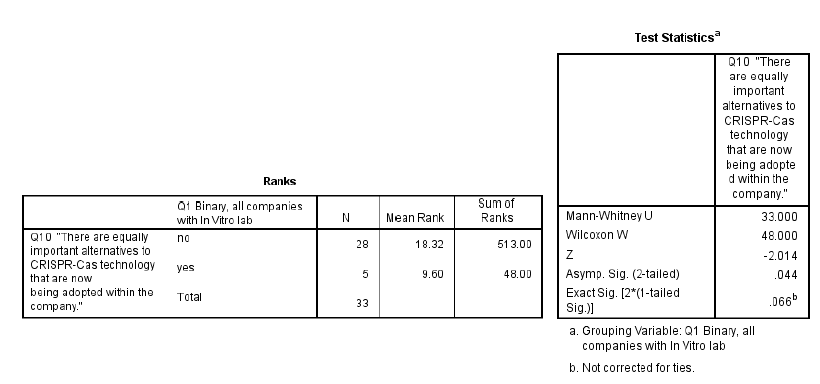 Ranks
Q1 Binary, all companies
with In Vitro lab
N
Mean Rank
Sum of
Ranks
Q10 "There are equally
important alternatives to
CRISPR-Cas technology
that are now
being adopted within the
company."
no
28
18.32
513.00
yes
5
9.60
48.00
Total
33
Test Statisticsa
Q10 "There
are equally
important
alternatives to
CRISPR-Cas
technology
that are now
being adopte
d within the
company."
Mann-Whitney U
33.000
Wilcoxon W
48.000
Z
-2.014
Asymp. Sig. (2-tailed)
.044
Exact Sig. [2*(1-tailed
Sig.)]
.066b
a. Grouping Variable: Q1 Binary, all
companies with In Vitro lab
b. Not corrected for ties.